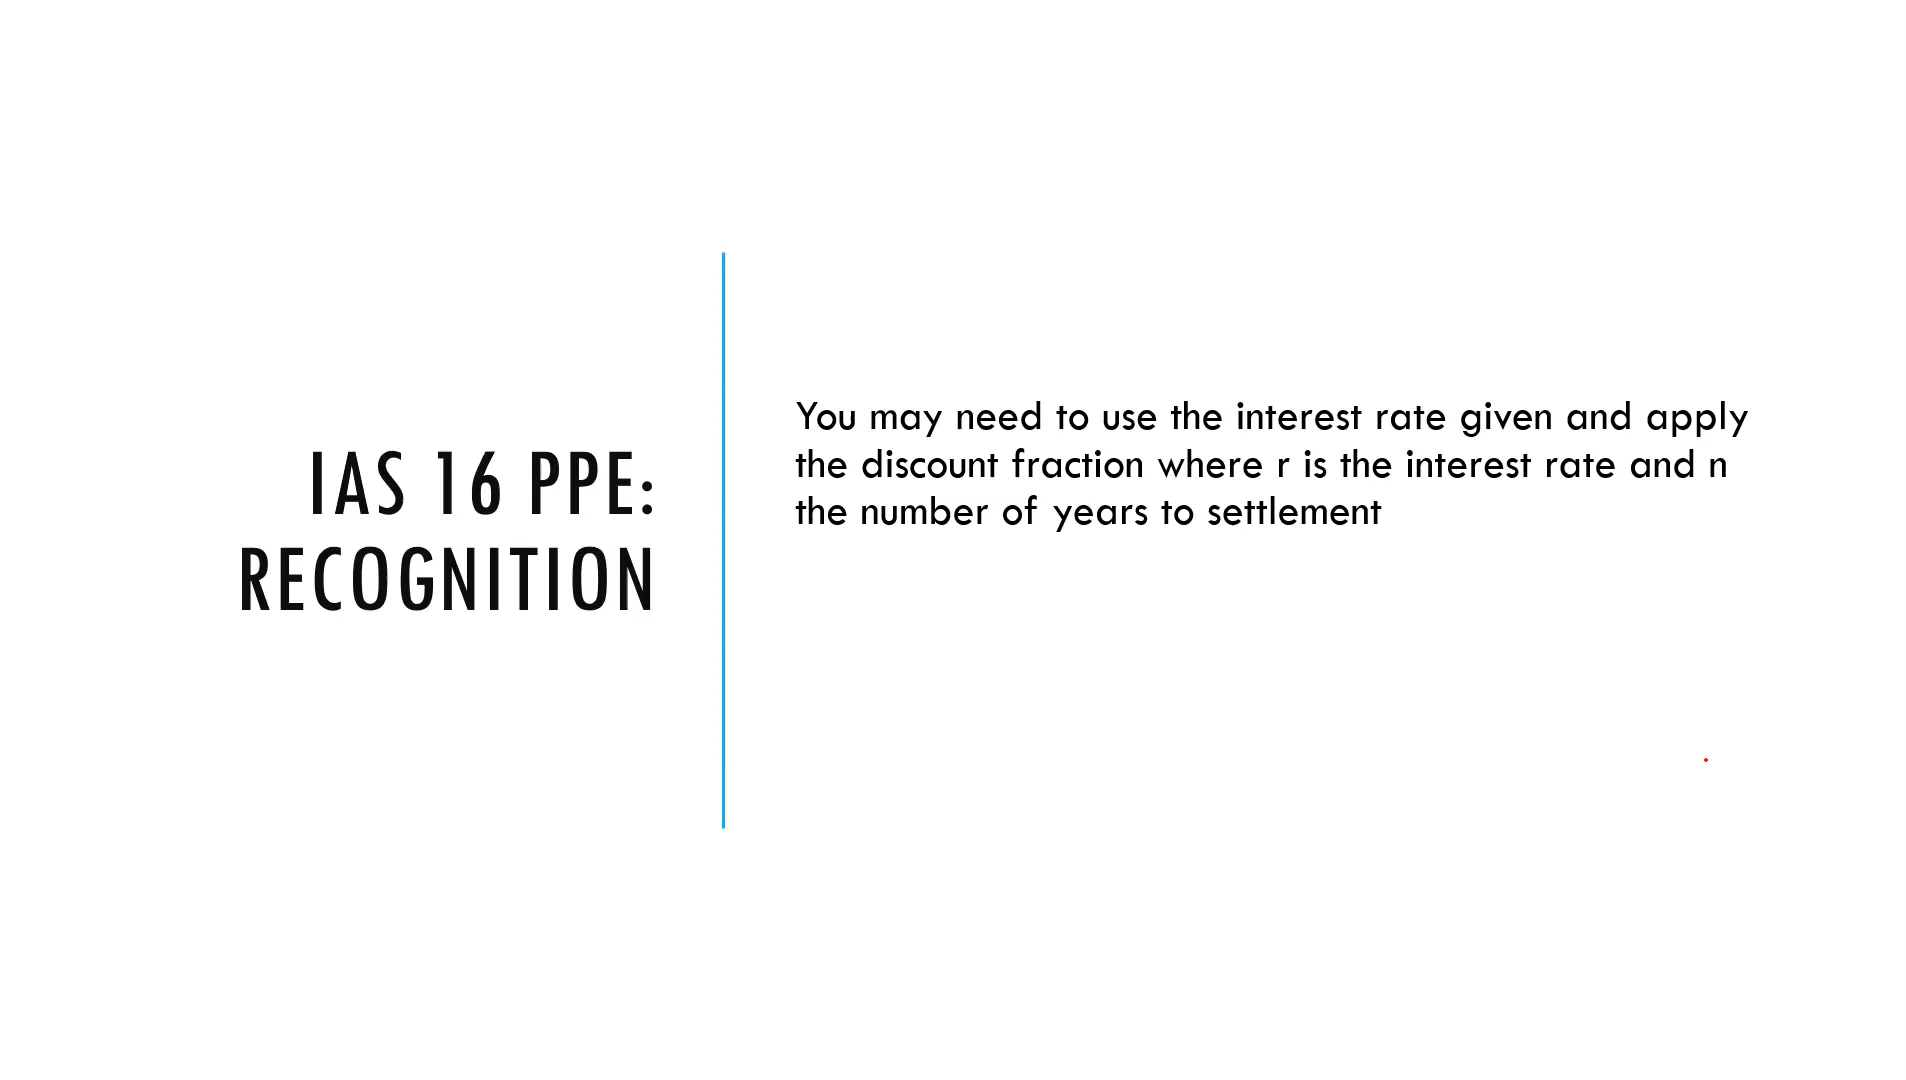 IAS 16 PPE:
RECOGNITION
You may need to use the interest rate given and apply
the discount fraction where r is the interest rate and n
the number of years to settlement